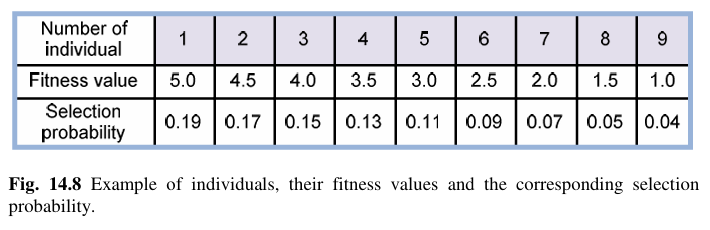 Number of individual 1 2 3 4 5 6 7 8 9
Fitness value 5.0 4.5 4.0 3.5 3.0 2.5 2.0 1.5 1.0
Selection probability 0.19 0.17 0.15 0.13 0.11 0.09 0.07 0.05 0.04
Fig. 14.8 Example of individuals, their fitness values and the corresponding selection
probability.